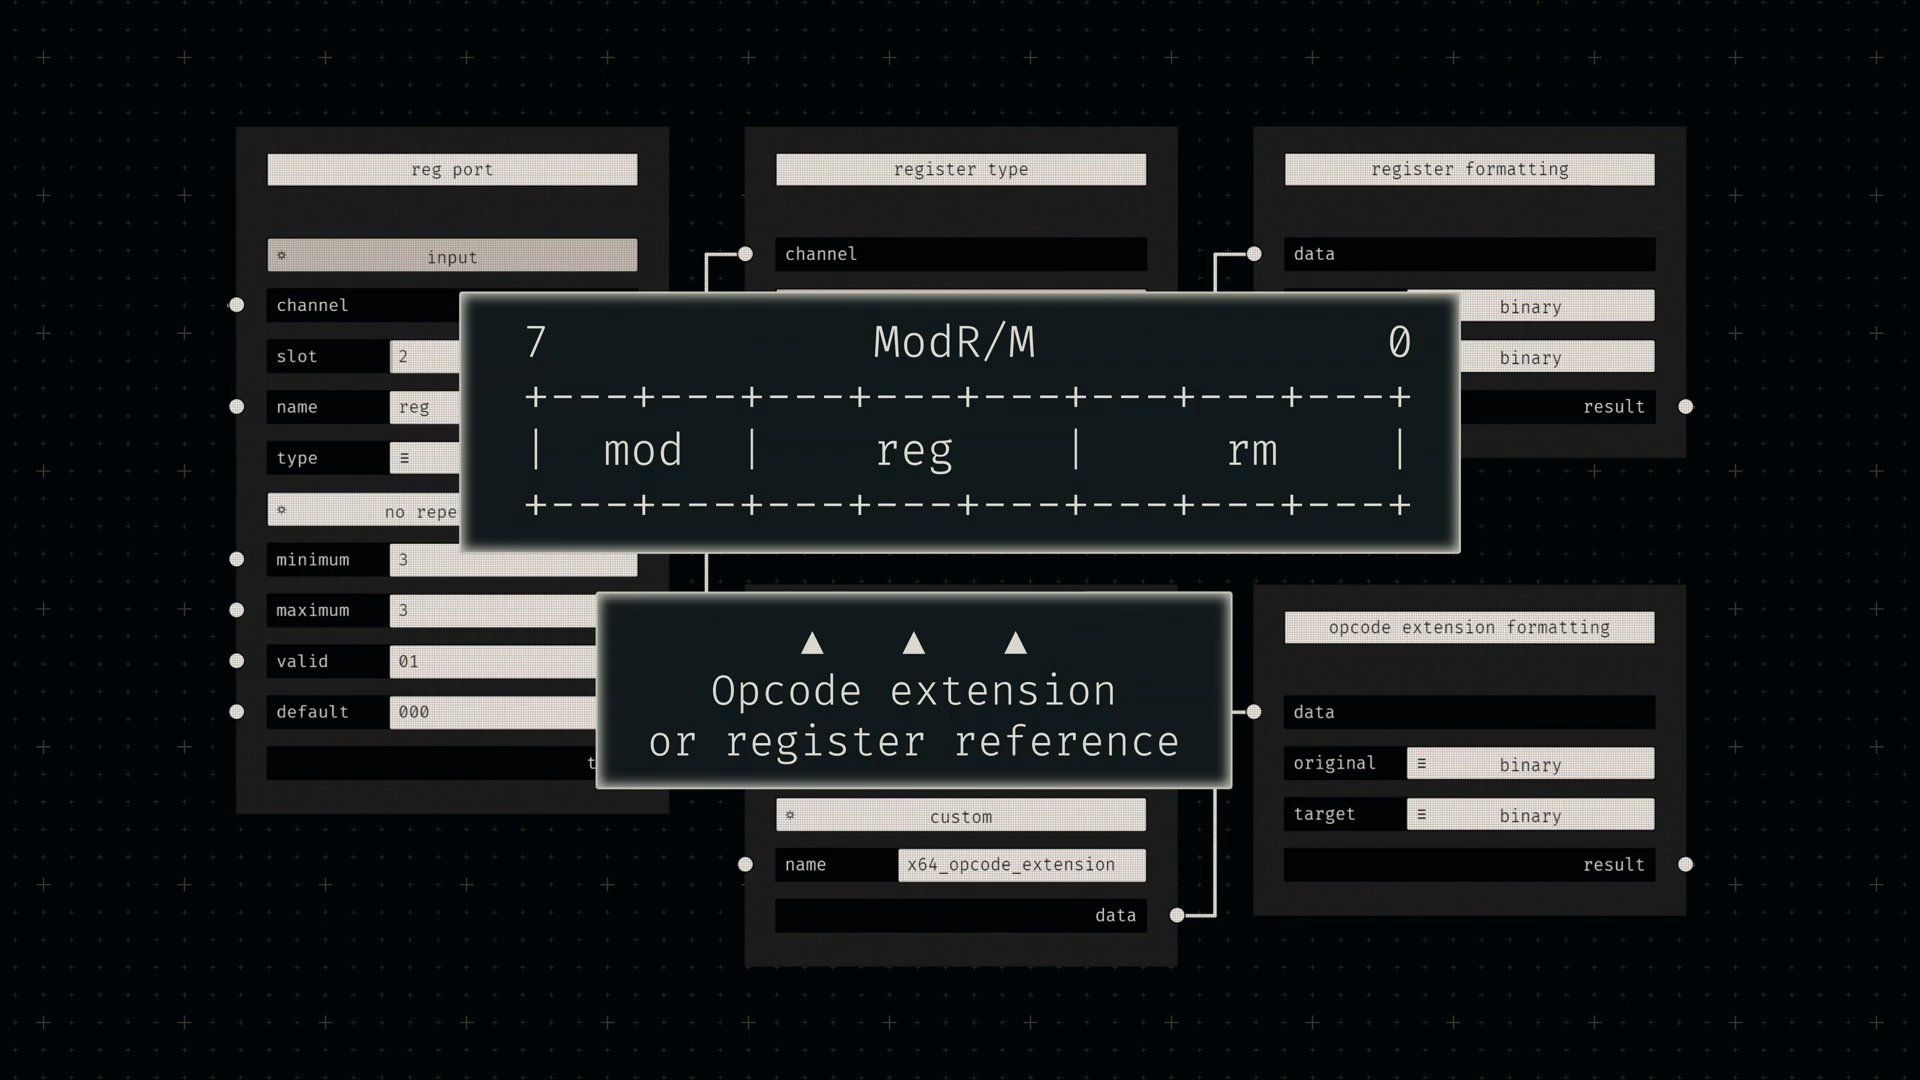 reg port
input
channel
slot 2
name reg
type ≡
no repe
minimum 3
maximum 3
valid 01
default 000
t
register type
channel
register formatting
data
binary
binary
result
7 ModR/M 0
+----+----+----+----+----+----+----+----+
| mod | reg | rm |
+----+----+----+----+----+----+----+----+
▲ ▲ ▲
Opcode extension
or register reference
custom
name x64_opcode_extension
data
opcode extension formatting
data
original ≡ binary
target ≡ binary
result